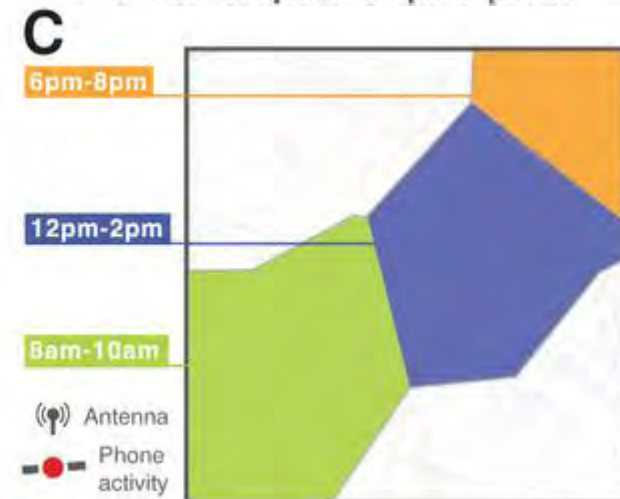 C
6pm-8pm
12pm-2pm
8am-10am
Antenna
Phone
activity